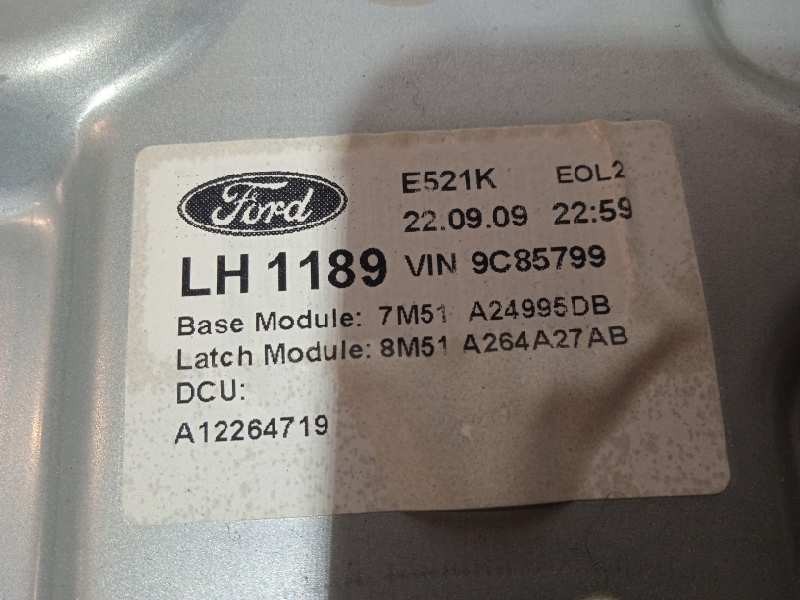 Ford
E521K EOL2
22.09.09 22:59
LH 1189 VIN 9C85799
Base Module: 7M51 A24995DB
Latch Module: 8M51 A264A27AB
DCU:
A12264719